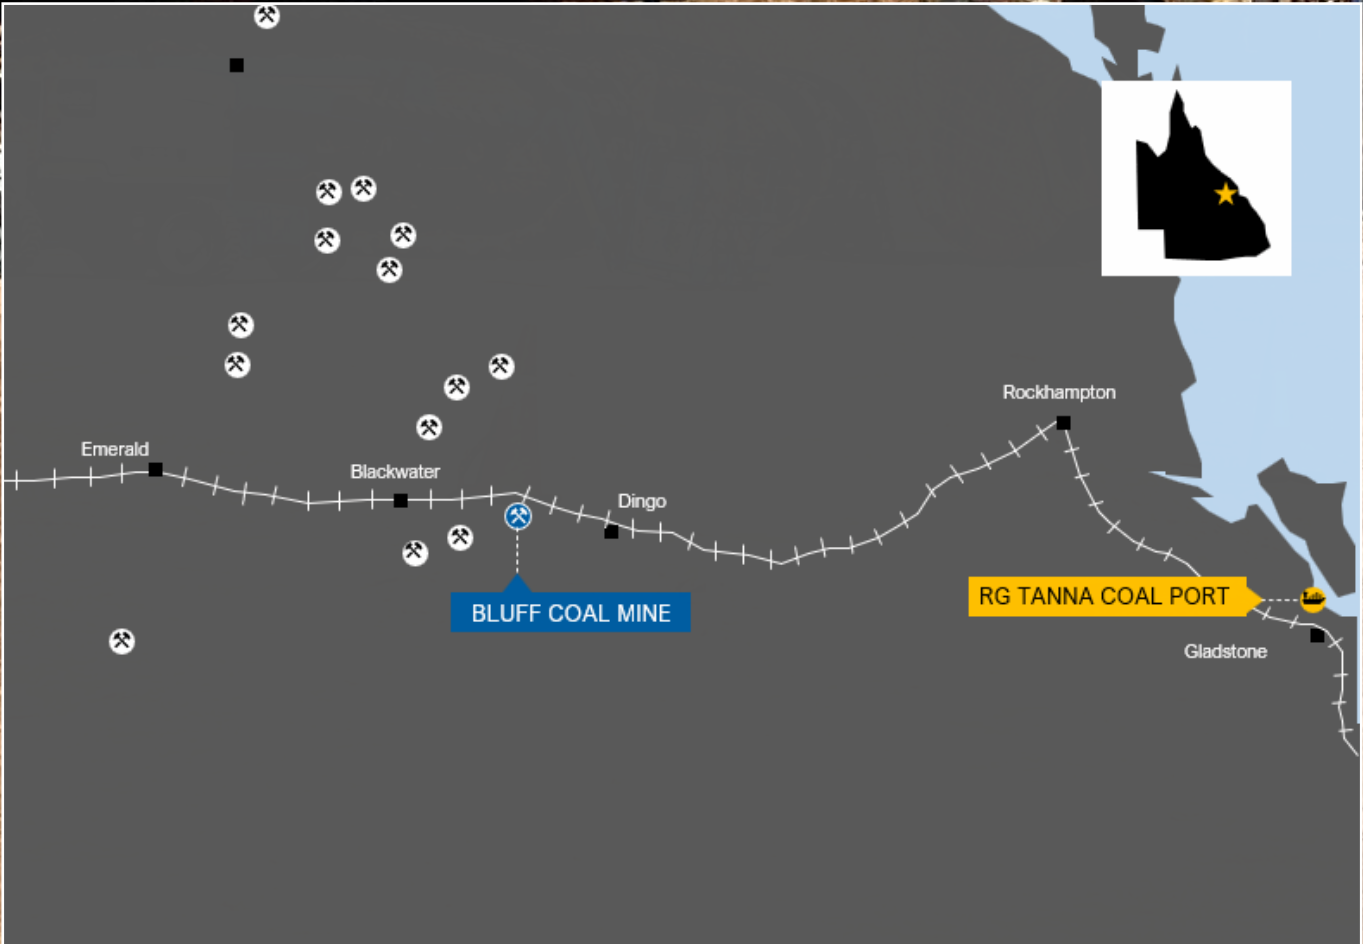 Rockhampton
Emerald
Blackwater
Dingo
RG TANNA COAL PORT
BLUFF COAL MINE
Gladstone